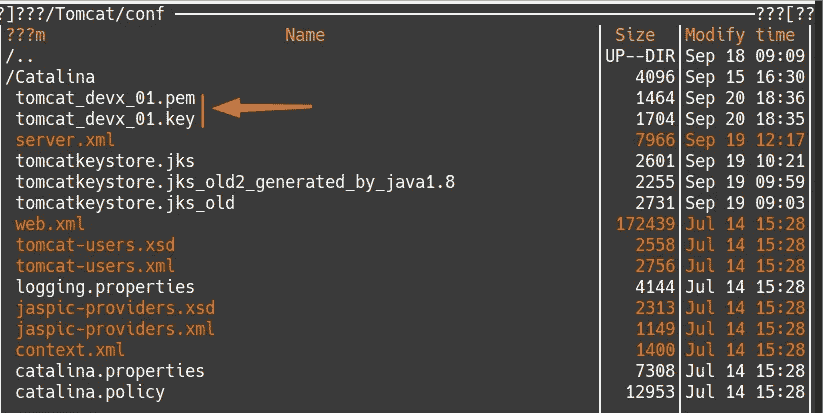 ?]???/Tomcat/conf ???[??
???m Name Size Modify time
/.. UP--DIR Sep 18 09:09
/Catalina 4096 Sep 15 16:30
tomcat_devx_01.pem 1464 Sep 20 18:36
tomcat_devx_01.key 1704 Sep 20 18:35
server.xml 7966 Sep 19 12:17
tomcatkeystore.jks 2601 Sep 19 10:21
tomcatkeystore.jks_old2_generated_by_java1.8 2255 Sep 19 09:59
tomcatkeystore.jks_old 2731 Sep 19 09:03
web.xml 172439 Jul 14 15:28
tomcat-users.xsd 2558 Jul 14 15:28
tomcat-users.xml 2756 Jul 14 15:28
logging.properties 4144 Jul 14 15:28
jaspic-providers.xsd 2313 Jul 14 15:28
jaspic-providers.xml 1149 Jul 14 15:28
context.xml 1400 Jul 14 15:28
catalina.properties 7308 Jul 14 15:28
catalina.policy 12953 Jul 14 15:28